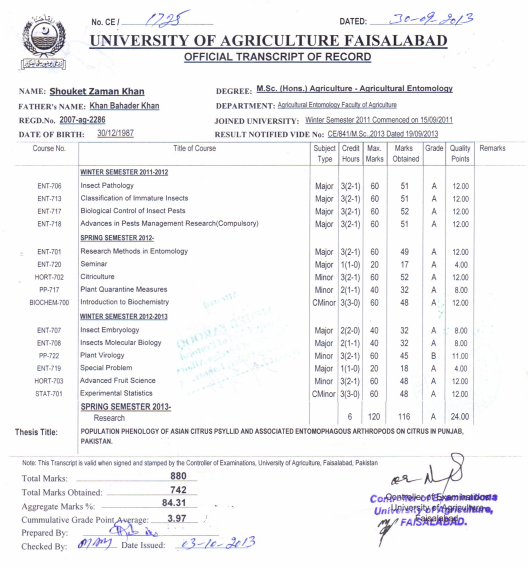 No. CE / 1725 DATED: 30-09-2013
UNIVERSITY OF AGRICULTURE FAISALABAD
OFFICIAL TRANSCRIPT OF RECORD
NAME: Shouket Zaman Khan DEGREE: M.Sc. (Hons.) Agriculture - Agricultural Entomology
FATHER's NAME: Khan Bahader Khan DEPARTMENT: Agricultural Entomology Faculty of Agriculture
REGD.No. 2007-ag-2286 JOINED UNIVERSITY: Winter Semester 2011 Commenced on 15/09/2011
DATE OF BIRTH: 30/12/1987 RESULT NOTIFIED VIDE No: CE/841/M.Sc.,2013 Dated 19/09/2013
Course No. Title of Course Subject Type Credit Hours Max. Marks Marks Obtained Grade Quality Points Remarks
WINTER SEMESTER 2011-2012
ENT-706 Insect Pathology Major 3(2-1) 60 51 A 12.00
ENT-713 Classification of Immature Insects Major 3(2-1) 60 51 A 12.00
ENT-717 Biological Control of Insect Pests Major 3(2-1) 60 52 A 12.00
ENT-718 Advances in Pests Management Research(Compulsory) Major 3(2-1) 60 51 A 12.00
SPRING SEMESTER 2012-
ENT-701 Research Methods in Entomology Major 3(2-1) 60 49 A 12.00
ENT-720 Seminar Major 1(1-0) 20 17 A 4.00
HORT-702 Citriculture Minor 3(2-1) 60 52 A 12.00
PP-717 Plant Quarantine Measures Minor 2(1-1) 40 32 A 8.00
BIOCHEM-700 Introduction to Biochemistry CMinor 3(3-0) 60 48 A 12.00
WINTER SEMESTER 2012-2013
ENT-707 Insect Embryology Major 2(2-0) 40 32 A 8.00
ENT-708 Insects Molecular Biology Major 2(1-1) 40 32 A 8.00
PP-722 Plant Virology Minor 3(2-1) 60 45 B 11.00
ENT-719 Special Problem Major 1(1-0) 20 18 A 4.00
HORT-703 Advanced Fruit Science Minor 3(2-1) 60 48 A 12.00
STAT-701 Experimental Statistics CMinor 3(3-0) 60 48 A 12.00
SPRING SEMESTER 2013-
Research 6 120 116 A 24.00
Thesis Title: POPULATION PHENOLOGY OF ASIAN CITRUS PSYLLID AND ASSOCIATED ENTOMOPHAGOUS ARTHROPODS ON CITRUS IN PUNJAB,
PAKISTAN.
Note: This Transcript is valid when signed and stamped by the Controller of Examinations, University of Agriculture, Faisalabad, Pakistan
Total Marks: 880
Total Marks Obtained: 742
Aggregate Marks %: 84.31
Cummulative Grade Point Average: 3.97
Prepared By:
Checked By: Date Issued: 03-10-2013
Controller of Examinations
University of Agriculture,
Faisalabad.
Controller of Examinations
University of Agriculture,
FAISALABAD.